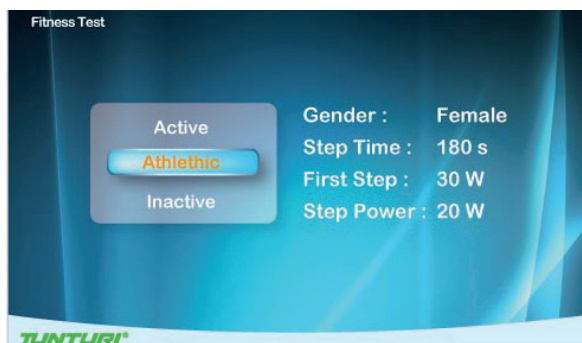 Fitness Test
Active
Athlethic
Inactive
Gender : Female
Step Time : 180 s
First Step : 30 W
Step Power : 20 W
TUNTURI®